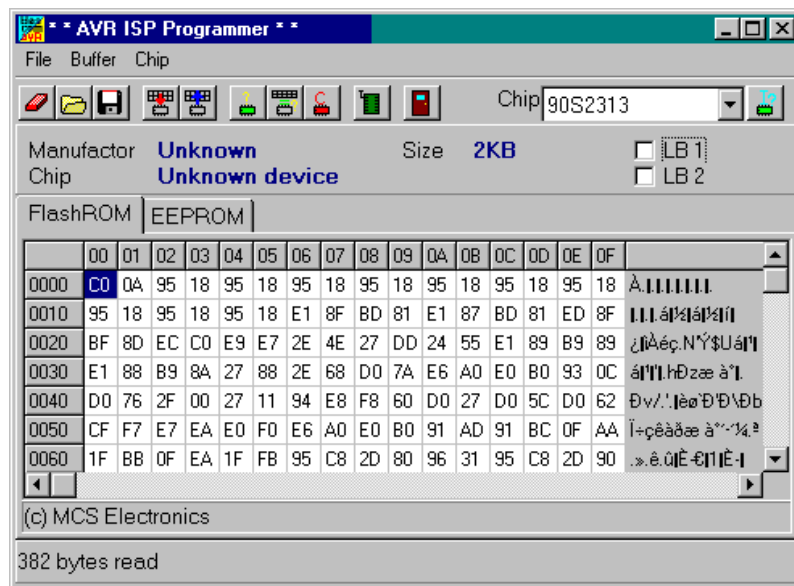 * * AVR ISP Programmer * *
File Buffer Chip
Chip 90S2313
Manufactor Unknown Size 2KB LB 1
Chip Unknown device LB 2
FlashROM EEPROM
00 01 02 03 04 05 06 07 08 09 0A 0B 0C 0D 0E 0F
0000 C0 0A 95 18 95 18 95 18 95 18 95 18 95 18 95 18
0010 95 18 95 18 95 18 E1 8F BD 81 E1 87 BD 81 ED 8F
0020 BF 8D EC C0 E9 E7 2E 4E 27 DD 24 55 E1 89 B9 89
0030 E1 88 B9 8A 27 88 2E 68 D0 7A E6 A0 E0 B0 93 0C
0040 D0 76 2F 00 27 11 94 E8 F8 60 D0 27 D0 5C D0 62
0050 CF F7 E7 EA E0 F0 E6 A0 E0 B0 91 AD 91 BC 0F AA
0060 1F BB 0F EA 1F FB 95 C8 2D 80 96 31 95 C8 2D 90
(c) MCS Electronics
382 bytes read